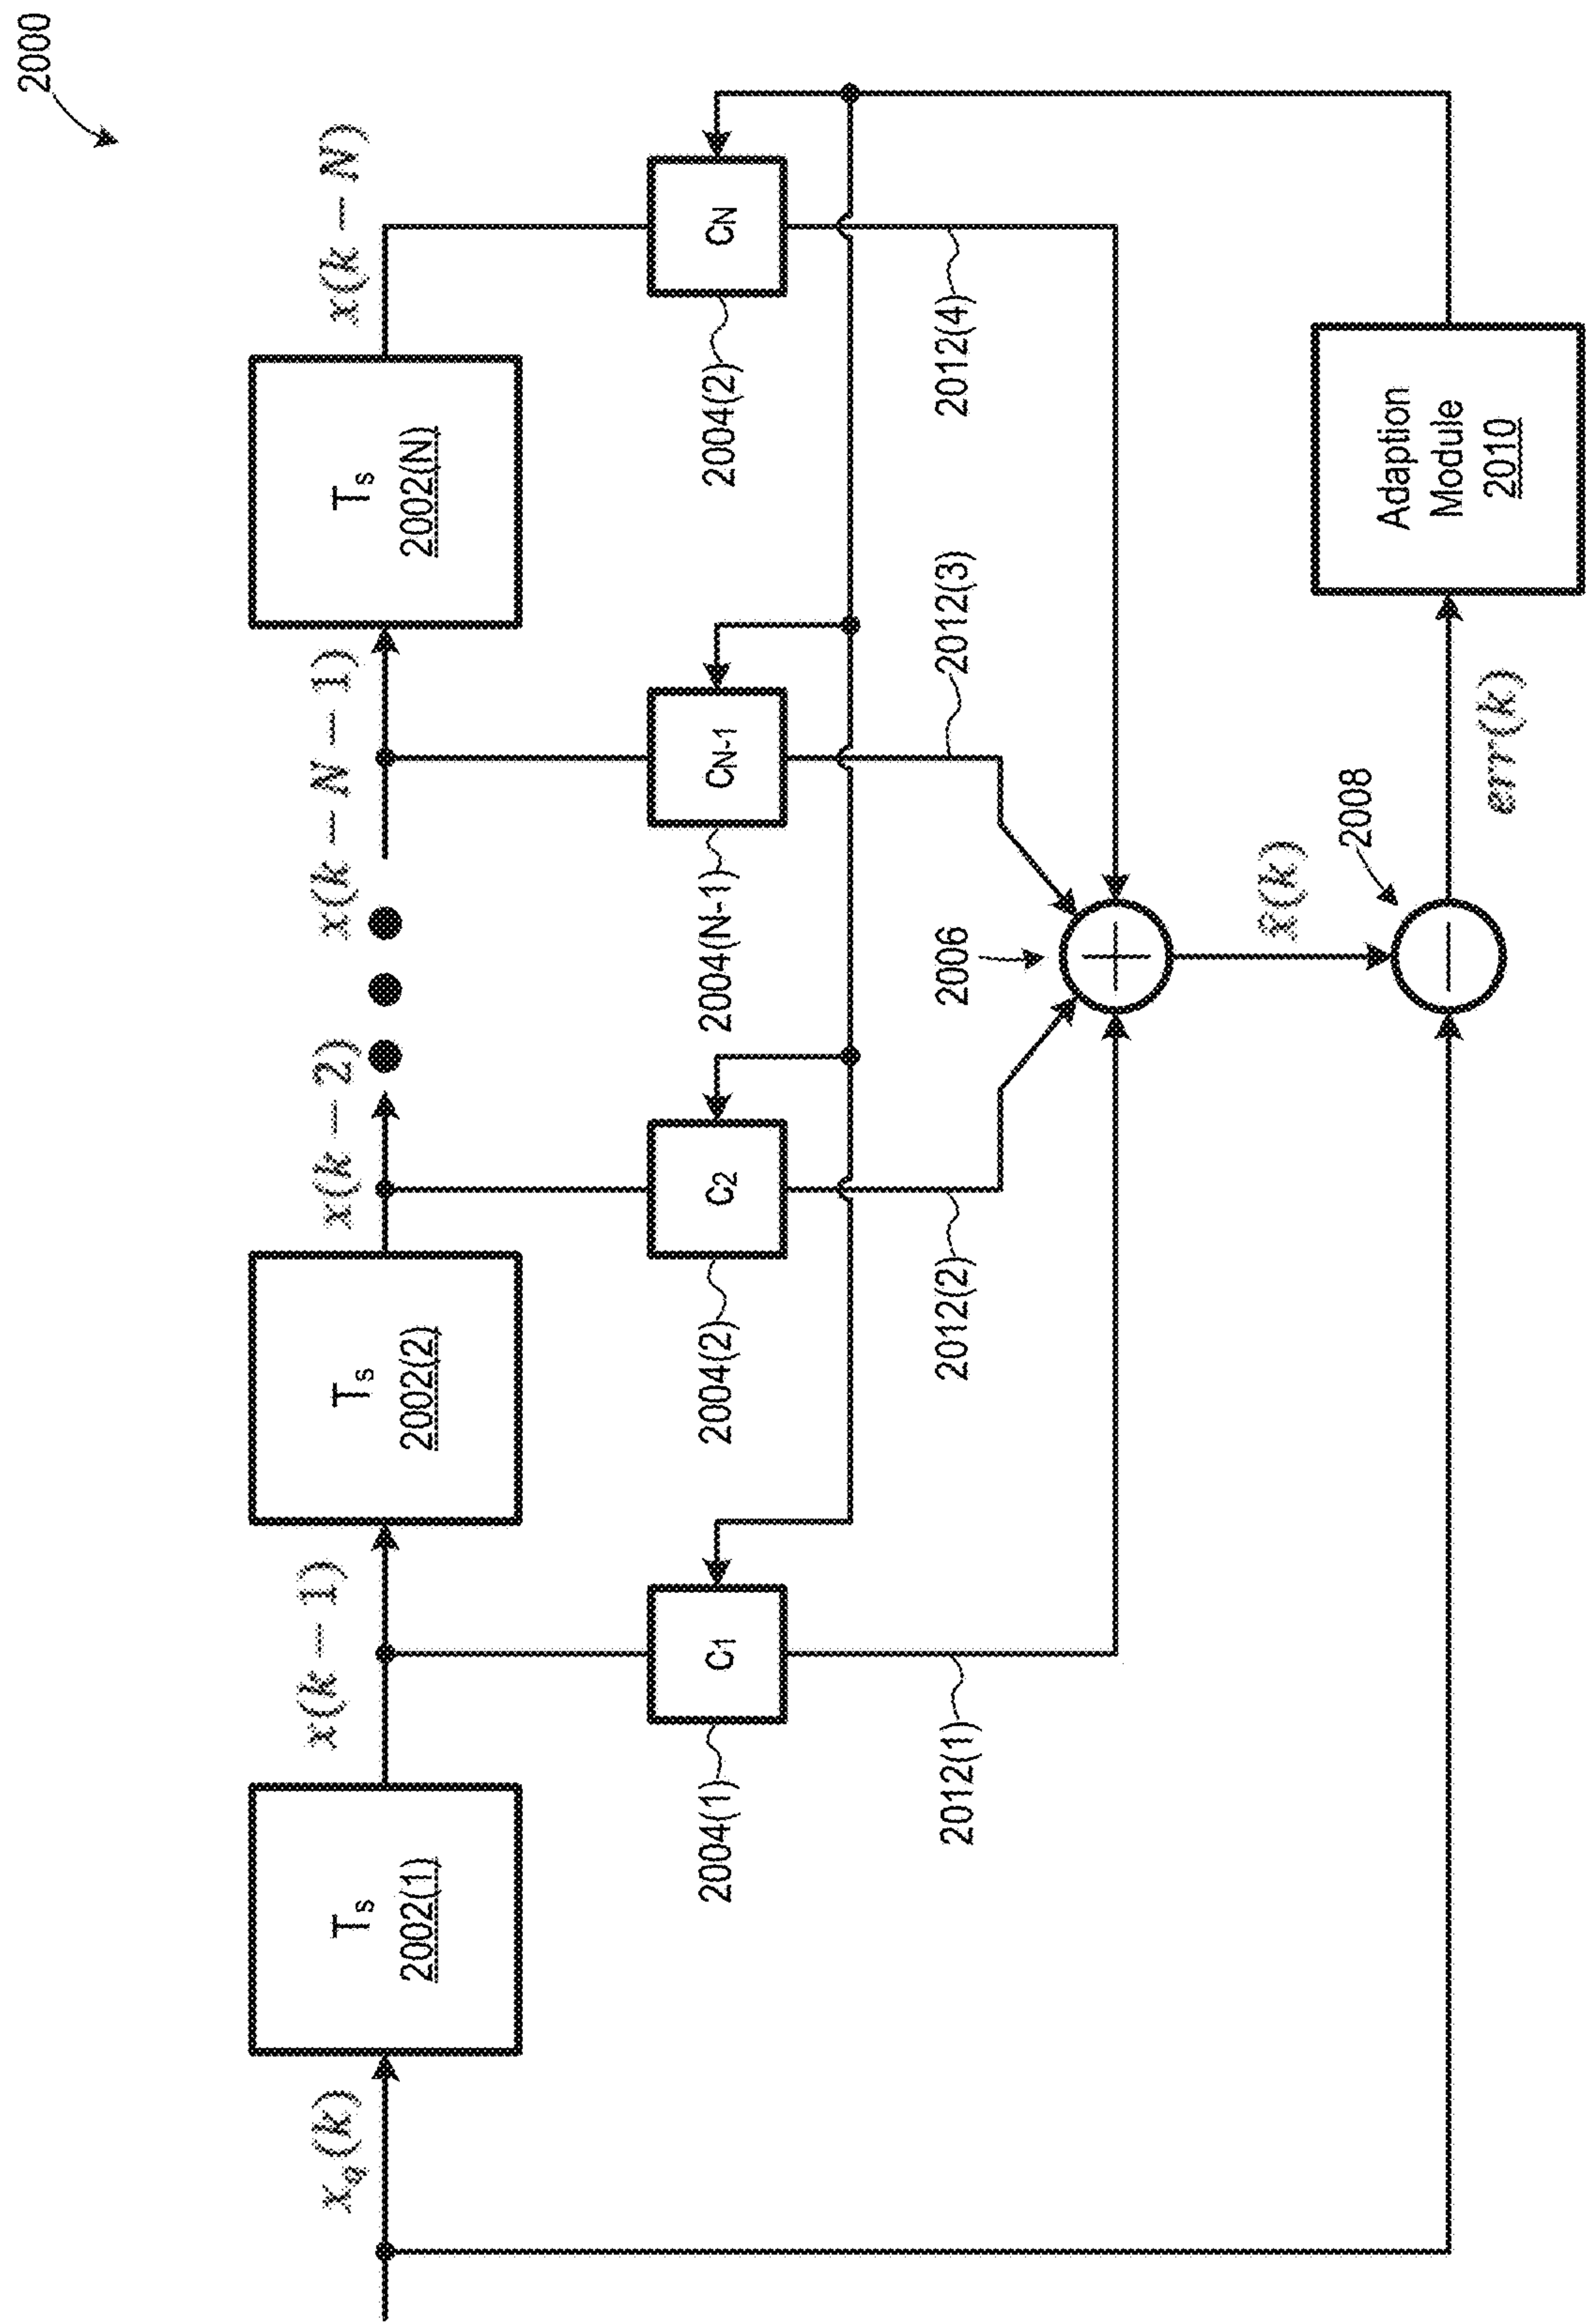 2000
x_q(k)
x(k − 1)
x(k − 2)
x(k − N − 1)
x(k − N)
Ts
2002(1)
Ts
2002(2)
Ts
2002(N)
C1
C2
CN-1
CN
2004(1)
2004(2)
2004(N-1)
2004(2)
2012(1)
2012(2)
2012(3)
2012(4)
2006
+
x̂(k)
2008
−
err(k)
Adaption
Module
2010